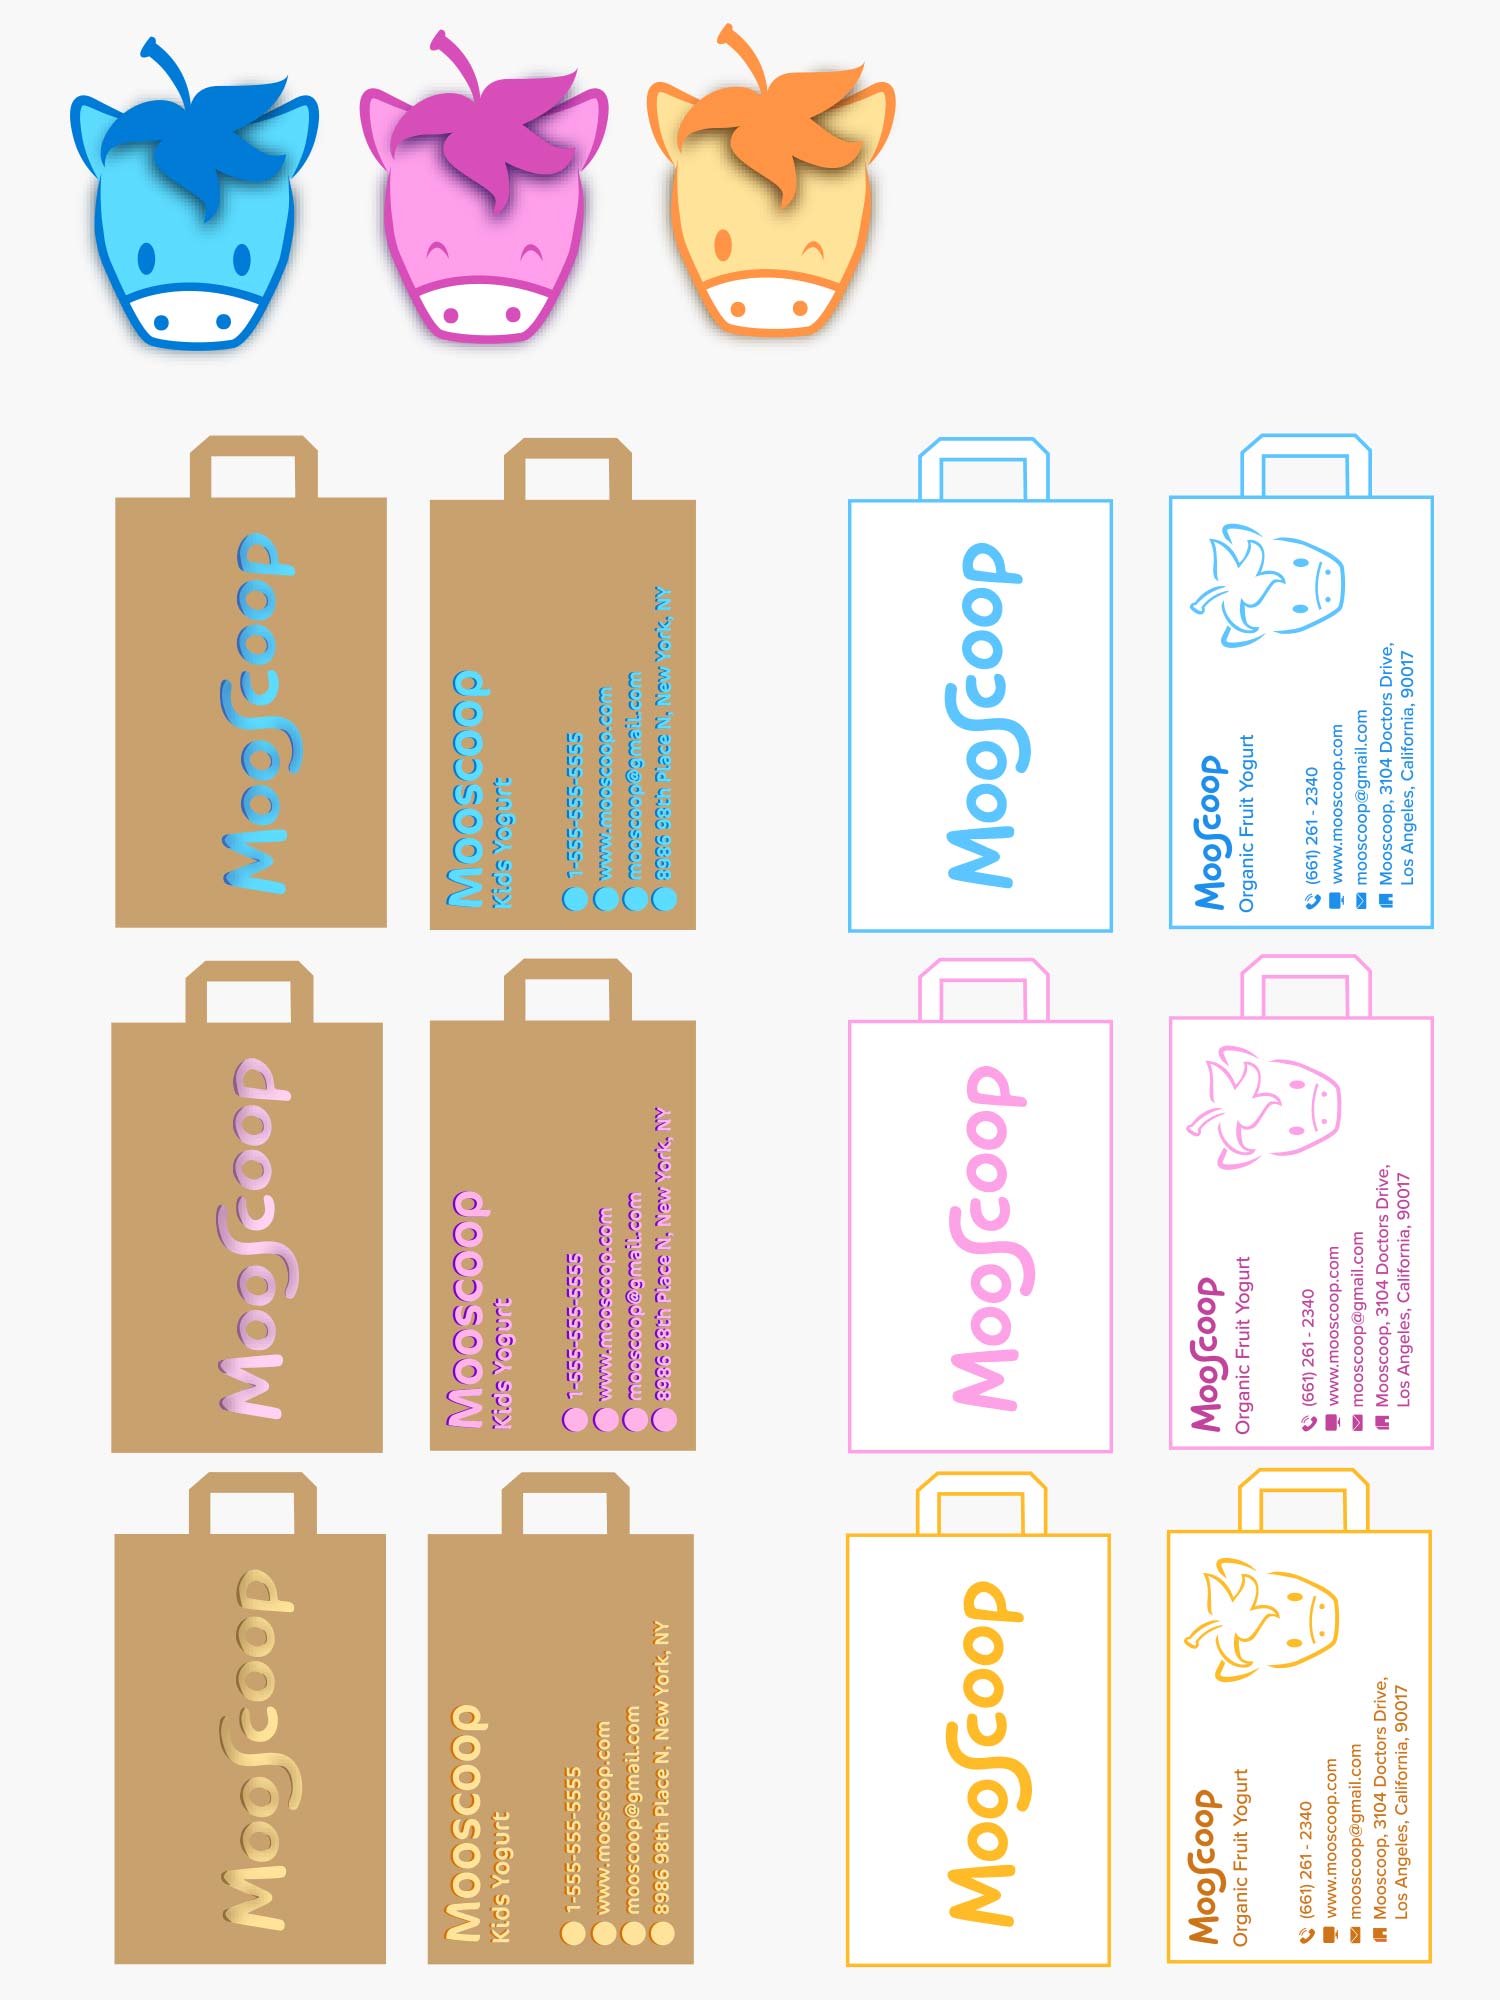 Mooscoop
Mooscoop
Kids Yogurt
1-555-555-5555
www.mooscoop.com
mooscoop@gmail.com
8986 98th Place N, New York, NY
Mooscoop
Mooscoop
Organic Fruit Yogurt
(661) 261 - 2340
www.mooscoop.com
mooscoop@gmail.com
Mooscoop, 3104 Doctors Drive,
Los Angeles, California, 90017
Mooscoop
Mooscoop
Kids Yogurt
1-555-555-5555
www.mooscoop.com
mooscoop@gmail.com
8986 98th Place N, New York, NY
Mooscoop
Mooscoop
Organic Fruit Yogurt
(661) 261 - 2340
www.mooscoop.com
mooscoop@gmail.com
Mooscoop, 3104 Doctors Drive,
Los Angeles, California, 90017
Mooscoop
Mooscoop
Kids Yogurt
1-555-555-5555
www.mooscoop.com
mooscoop@gmail.com
8986 98th Place N, New York, NY
Mooscoop
Mooscoop
Organic Fruit Yogurt
(661) 261 - 2340
www.mooscoop.com
mooscoop@gmail.com
Mooscoop, 3104 Doctors Drive,
Los Angeles, California, 90017